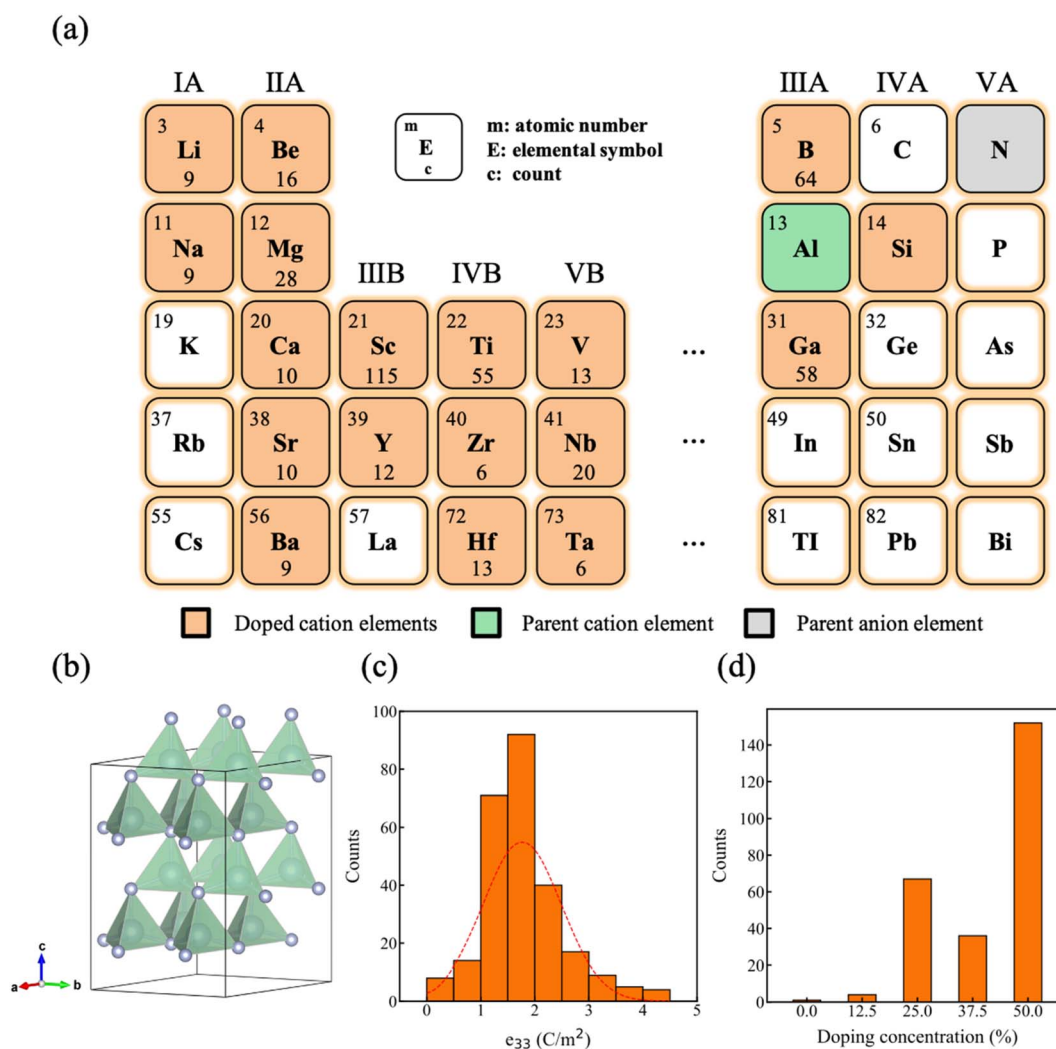 (a)
IA IIA IIIA IVA VA
3 Li 9
4 Be 16
m E c
m: atomic number
E: elemental symbol
c: count
5 B 64
6 C
N
11 Na 9
12 Mg 28
13 Al
14 Si
P
IIIB IVB VB
19 K
20 Ca 10
21 Sc 115
22 Ti 55
23 V 13
...
31 Ga 58
32 Ge
As
37 Rb
38 Sr 10
39 Y 12
40 Zr 6
41 Nb 20
...
49 In
50 Sn
Sb
55 Cs
56 Ba 9
57 La
72 Hf 13
73 Ta 6
...
81 TI
82 Pb
Bi
Doped cation elements Parent cation element Parent anion element
(b)
c
a
b
(c)
100
80
60
40
20
0
Counts
0 1 2 3 4 5
e33 (C/m²)
(d)
140
120
100
80
60
40
20
0
Counts
0.0 12.5 25.0 37.5 50.0
Doping concentration (%)